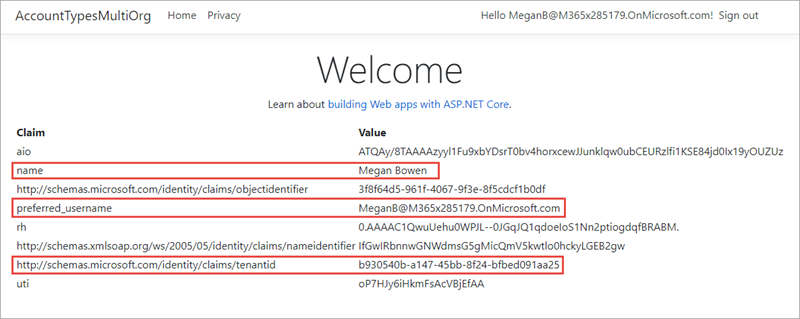 AccountTypesMultiOrg Home Privacy Hello MeganB@M365x285179.OnMicrosoft.com! Sign out
Welcome
Learn about building Web apps with ASP.NET Core.
Claim Value
aio ATQAy/8TAAAAzyyl1Fu9xbYDsrT0bv4horxcewJJunkIqw0ubCEURzlfi1KSE84jd0Ix19yOUZUz
name Megan Bowen
http://schemas.microsoft.com/identity/claims/objectidentifier 3f8f64d5-961f-4067-9f3e-8f5cdcf1b0df
preferred_username MeganB@M365x285179.OnMicrosoft.com
rh 0.AAAAC1QwuUehu0WPJL--0JGqJQ1qdoeIoS1Nn2ptiogdqfBRABM.
http://schemas.xmlsoap.org/ws/2005/05/identity/claims/nameidentifier IfGwIRbnnwGNWdmsG5gMicQmV5kwtlo0hckyLGEB2gw
http://schemas.microsoft.com/identity/claims/tenantid b930540b-a147-45bb-8f24-bfbed091aa25
uti oP7HJy6iHkmFsAcVBjEfAA